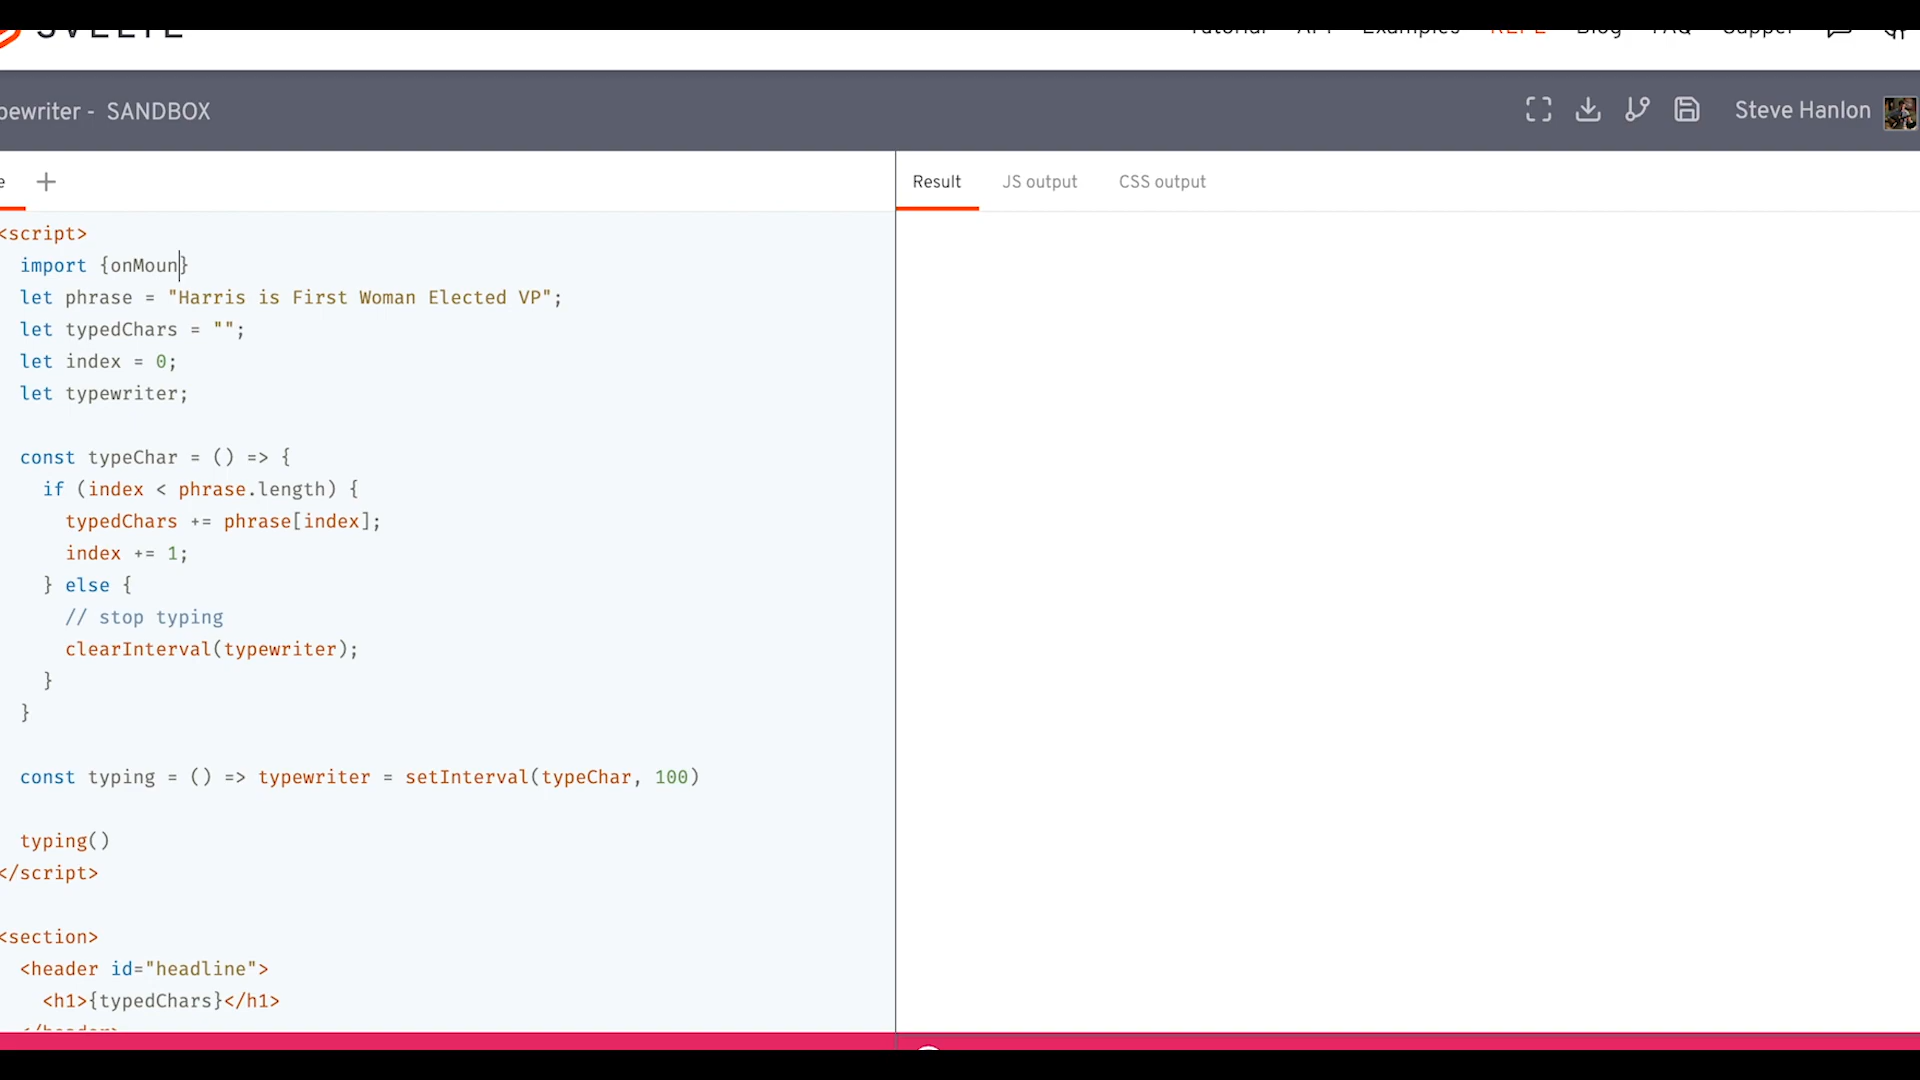 SVELTE
Tutorial API Examples REPL Blog FAQ Support
pewriter - SANDBOX
Steve Hanlon
e +
Result JS output CSS output
<script>
import {onMoun}
let phrase = "Harris is First Woman Elected VP";
let typedChars = "";
let index = 0;
let typewriter;
const typeChar = () => {
if (index < phrase.length) {
typedChars += phrase[index];
index += 1;
} else {
// stop typing
clearInterval(typewriter);
}
}
const typing = () => typewriter = setInterval(typeChar, 100)
typing()
</script>
<section>
<header id="headline">
<h1>{typedChars}</h1>
</header>